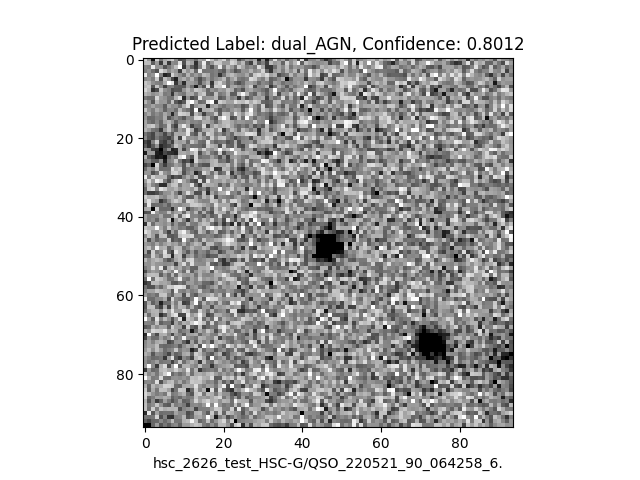 Predicted Label: dual_AGN, Confidence: 0.8012
0
20
40
60
80
0 20 40 60 80
hsc_2626_test_HSC-G/QSO_220521_90_064258_6.